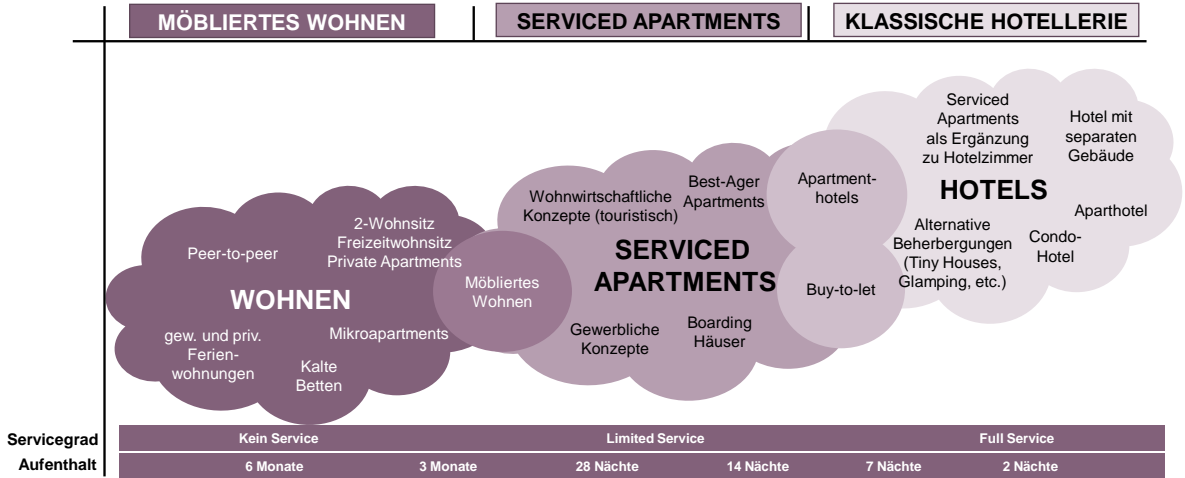 MÖBLIERTES WOHNEN
SERVICED APARTMENTS
KLASSISCHE HOTELLERIE
Peer-to-peer
2-Wohnsitz
Freizeitwohnsitz
Private Apartments
WOHNEN
gew. und priv.
Ferien-
wohnungen
Mikroapartments
Kalte
Betten
Möbliertes
Wohnen
Wohnwirtschaftliche
Konzepte (touristisch)
Best-Ager
Apartments
SERVICED
APARTMENTS
Gewerbliche
Konzepte
Boarding
Häuser
Apartment-
hotels
Buy-to-let
Serviced
Apartments
als Ergänzung
zu Hotelzimmer
Hotel mit
separaten
Gebäude
HOTELS
Aparthotel
Alternative
Beherbergungen
(Tiny Houses,
Glamping, etc.)
Condo-
Hotel
Servicegrad
Kein Service
Limited Service
Full Service
Aufenthalt
6 Monate
3 Monate
28 Nächte
14 Nächte
7 Nächte
2 Nächte